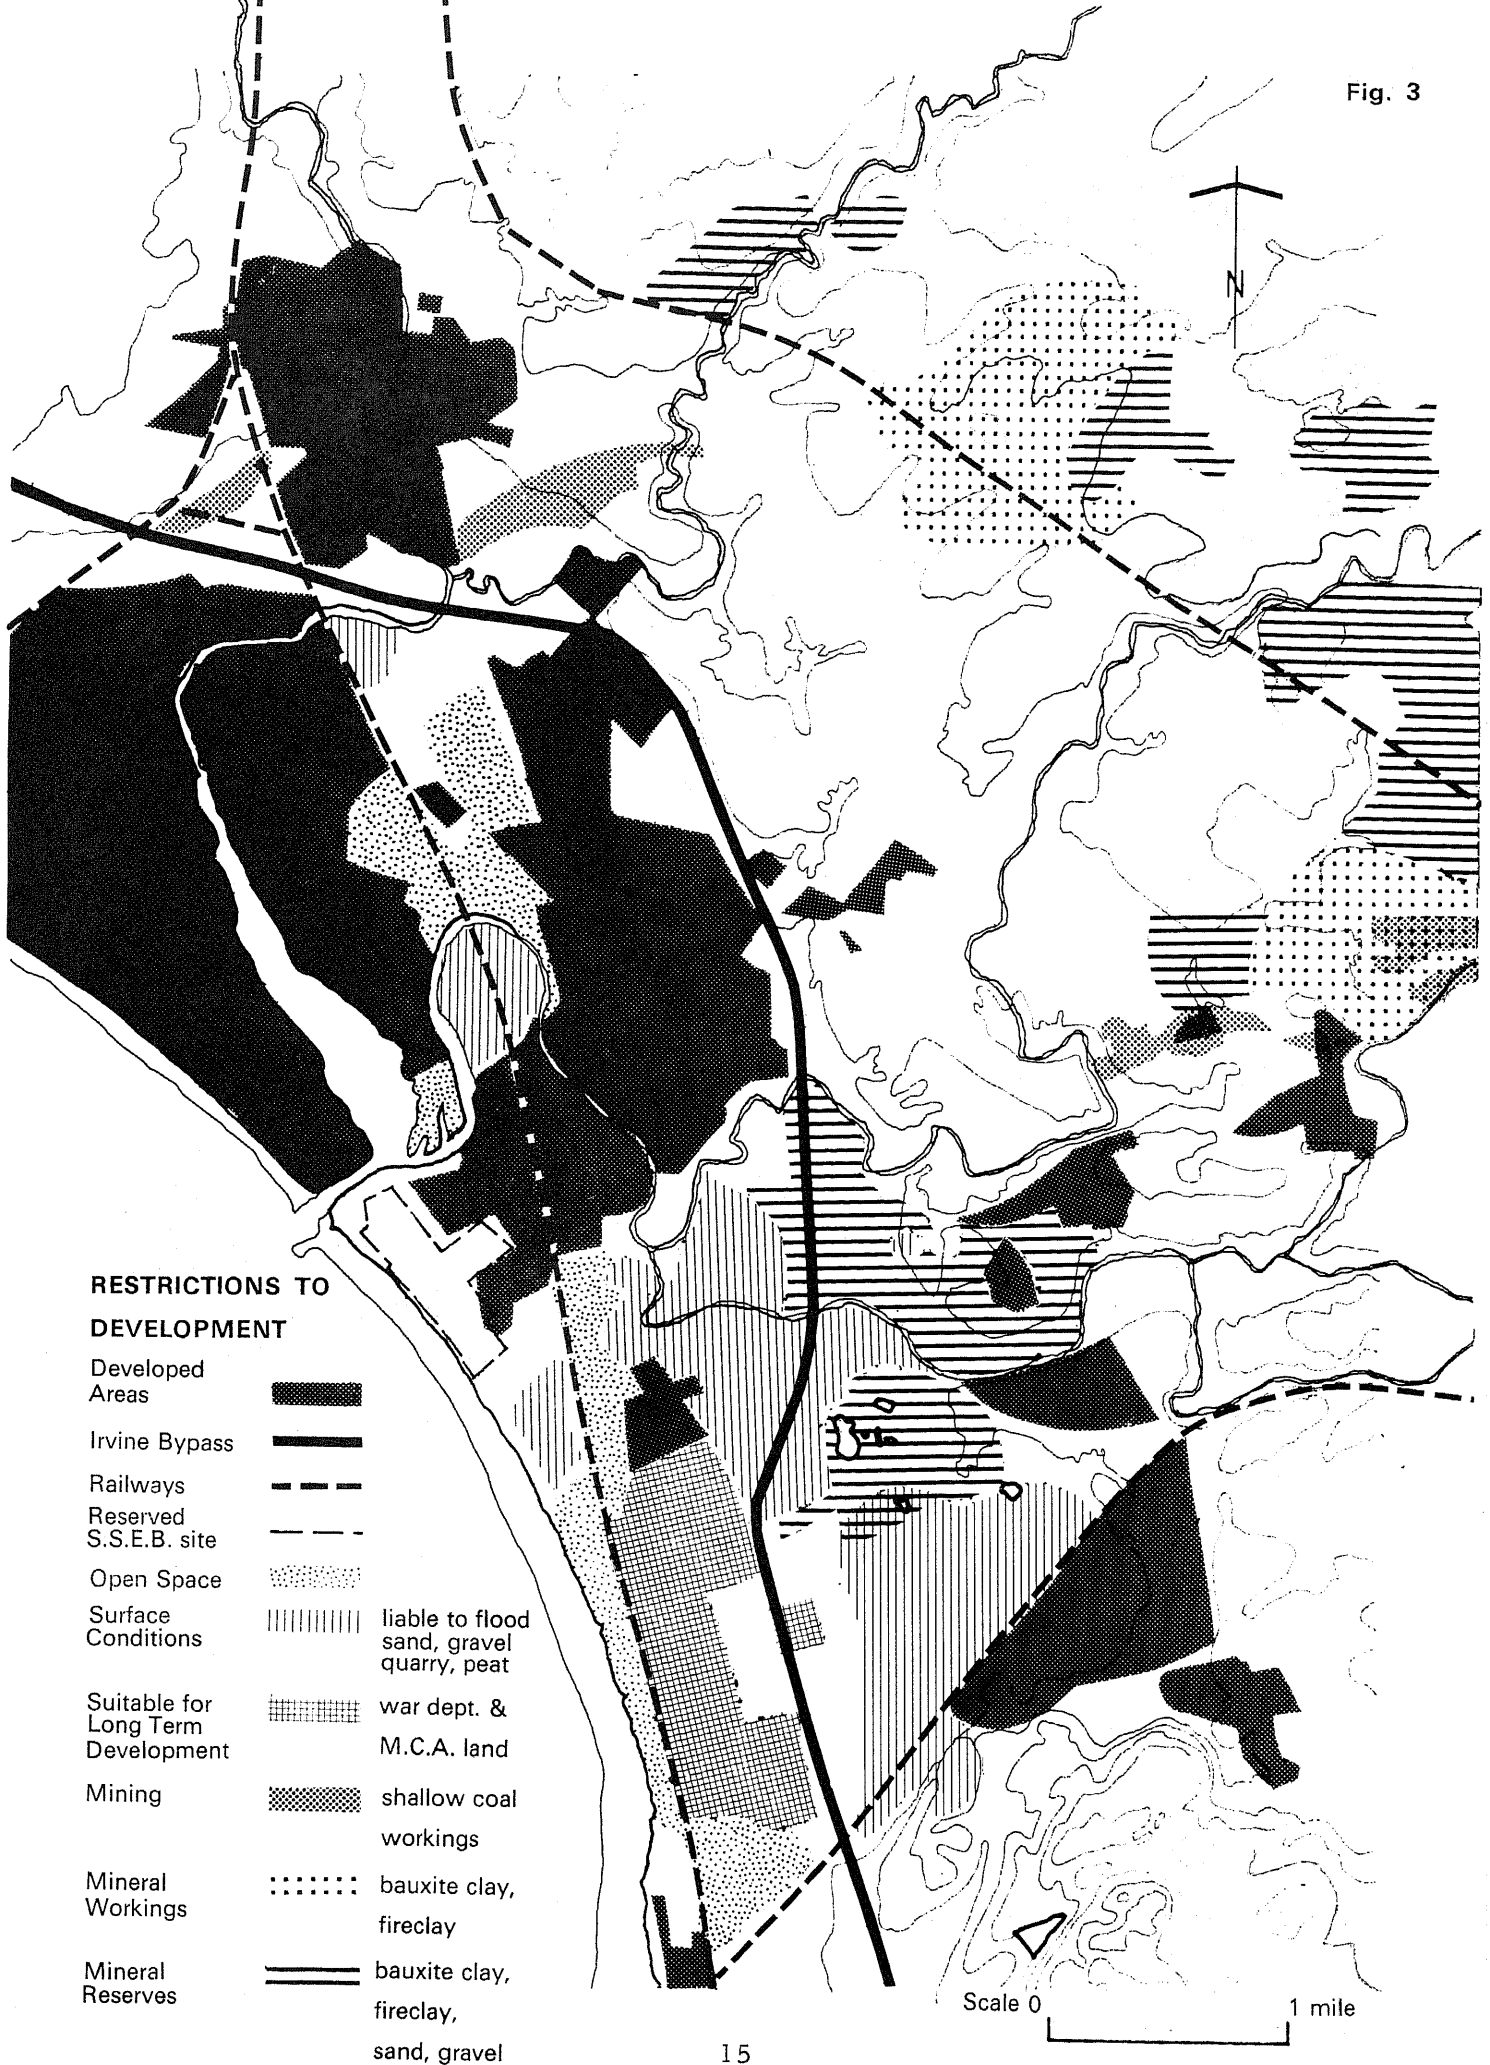 Fig. 3
N
RESTRICTIONS TO
DEVELOPMENT
Developed
Areas
Irvine Bypass
Railways
Reserved
S.S.E.B. site
Open Space
Surface
Conditions
liable to flood
sand, gravel
quarry, peat
Suitable for
Long Term
Development
war dept. &
M.C.A. land
Mining
shallow coal
workings
Mineral
Workings
bauxite clay,
fireclay
Mineral
Reserves
bauxite clay,
fireclay,
sand, gravel
Scale 0
1 mile
15